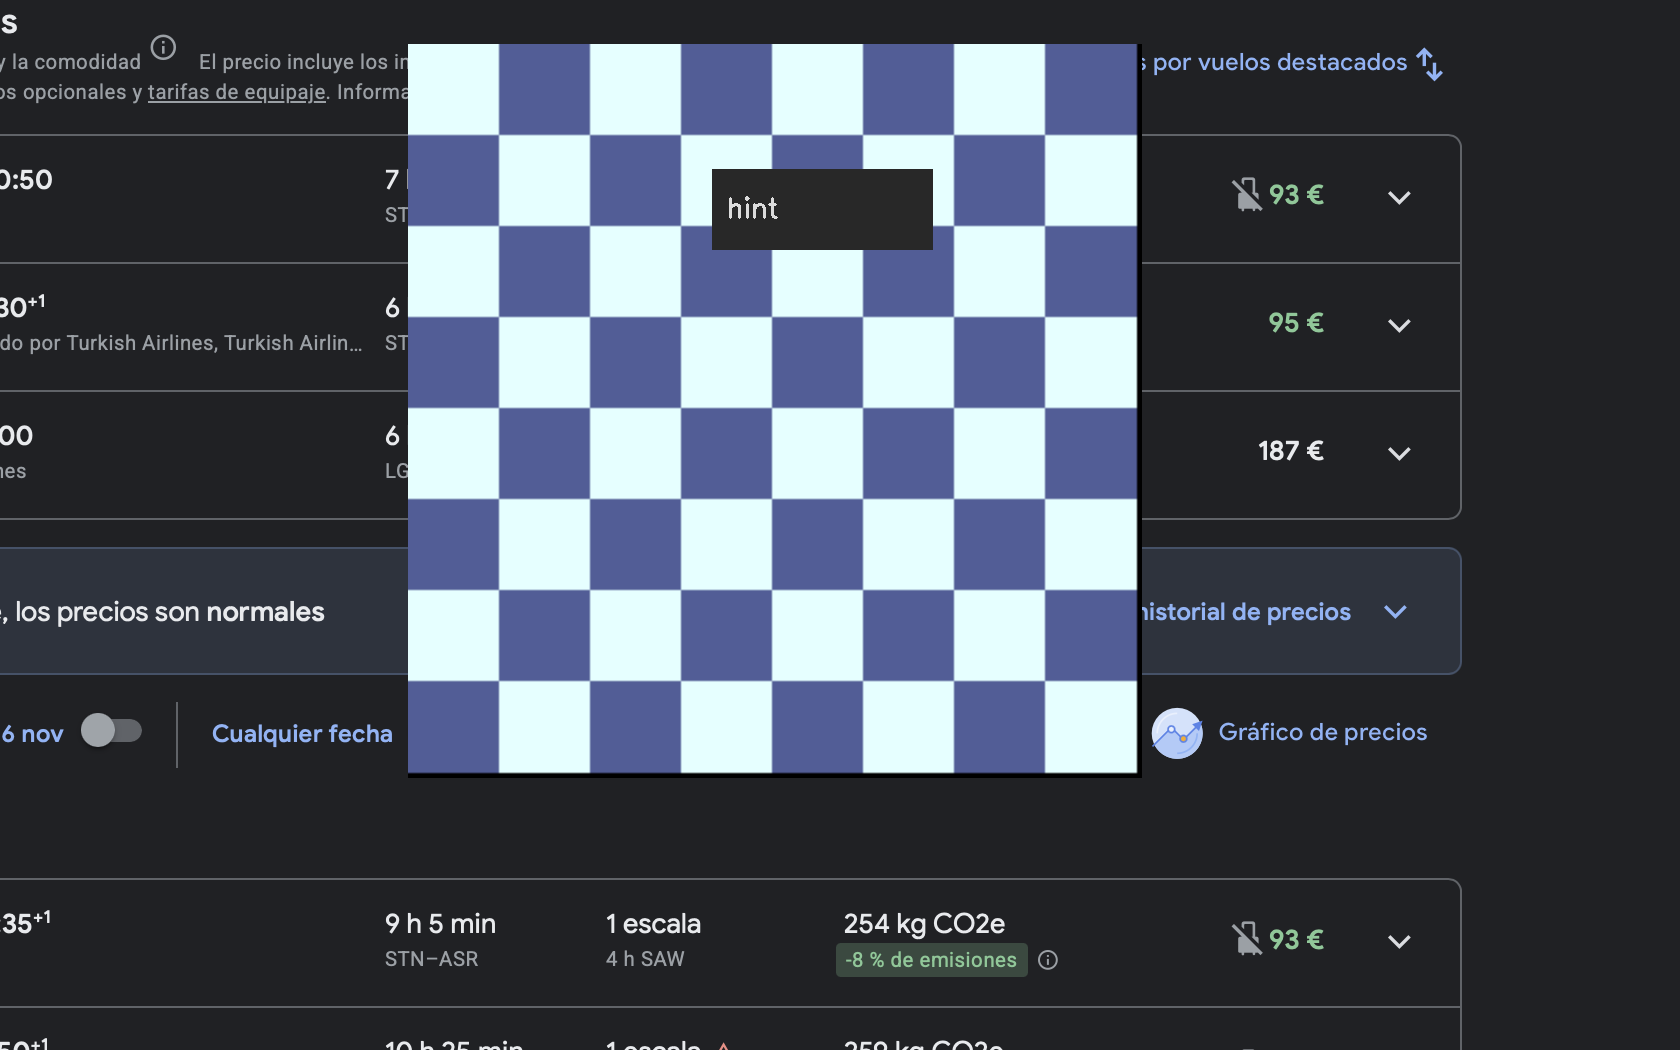 s
y la comodidad El precio incluye los in
os opcionales y tarifas de equipaje. Informa
s por vuelos destacados
0:50
7
ST
93 €
hint
30+1
do por Turkish Airlines, Turkish Airlin...
6
ST
95 €
00
nes
6
LG
187 €
, los precios son normales
historial de precios
6 nov
Cualquier fecha
Gráfico de precios
:35+1
9 h 5 min
STN–ASR
1 escala
4 h SAW
254 kg CO2e
-8 % de emisiones
93 €
50+1
10 h 25 min
1 escala
259 kg CO2e